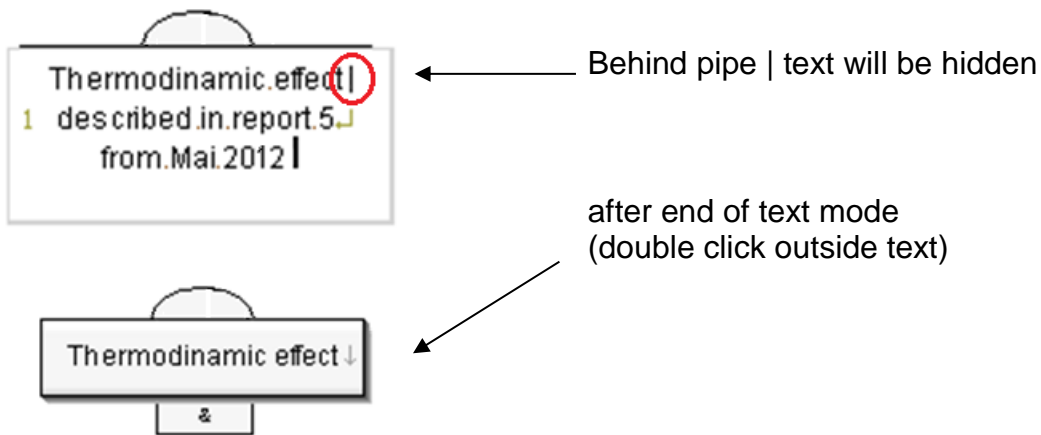 Thermodinamic.effect|
1 described.in.report.5↵
from.Mai.2012
Behind pipe | text will be hidden
after end of text mode
(double click outside text)
Thermodinamic effect↓
&